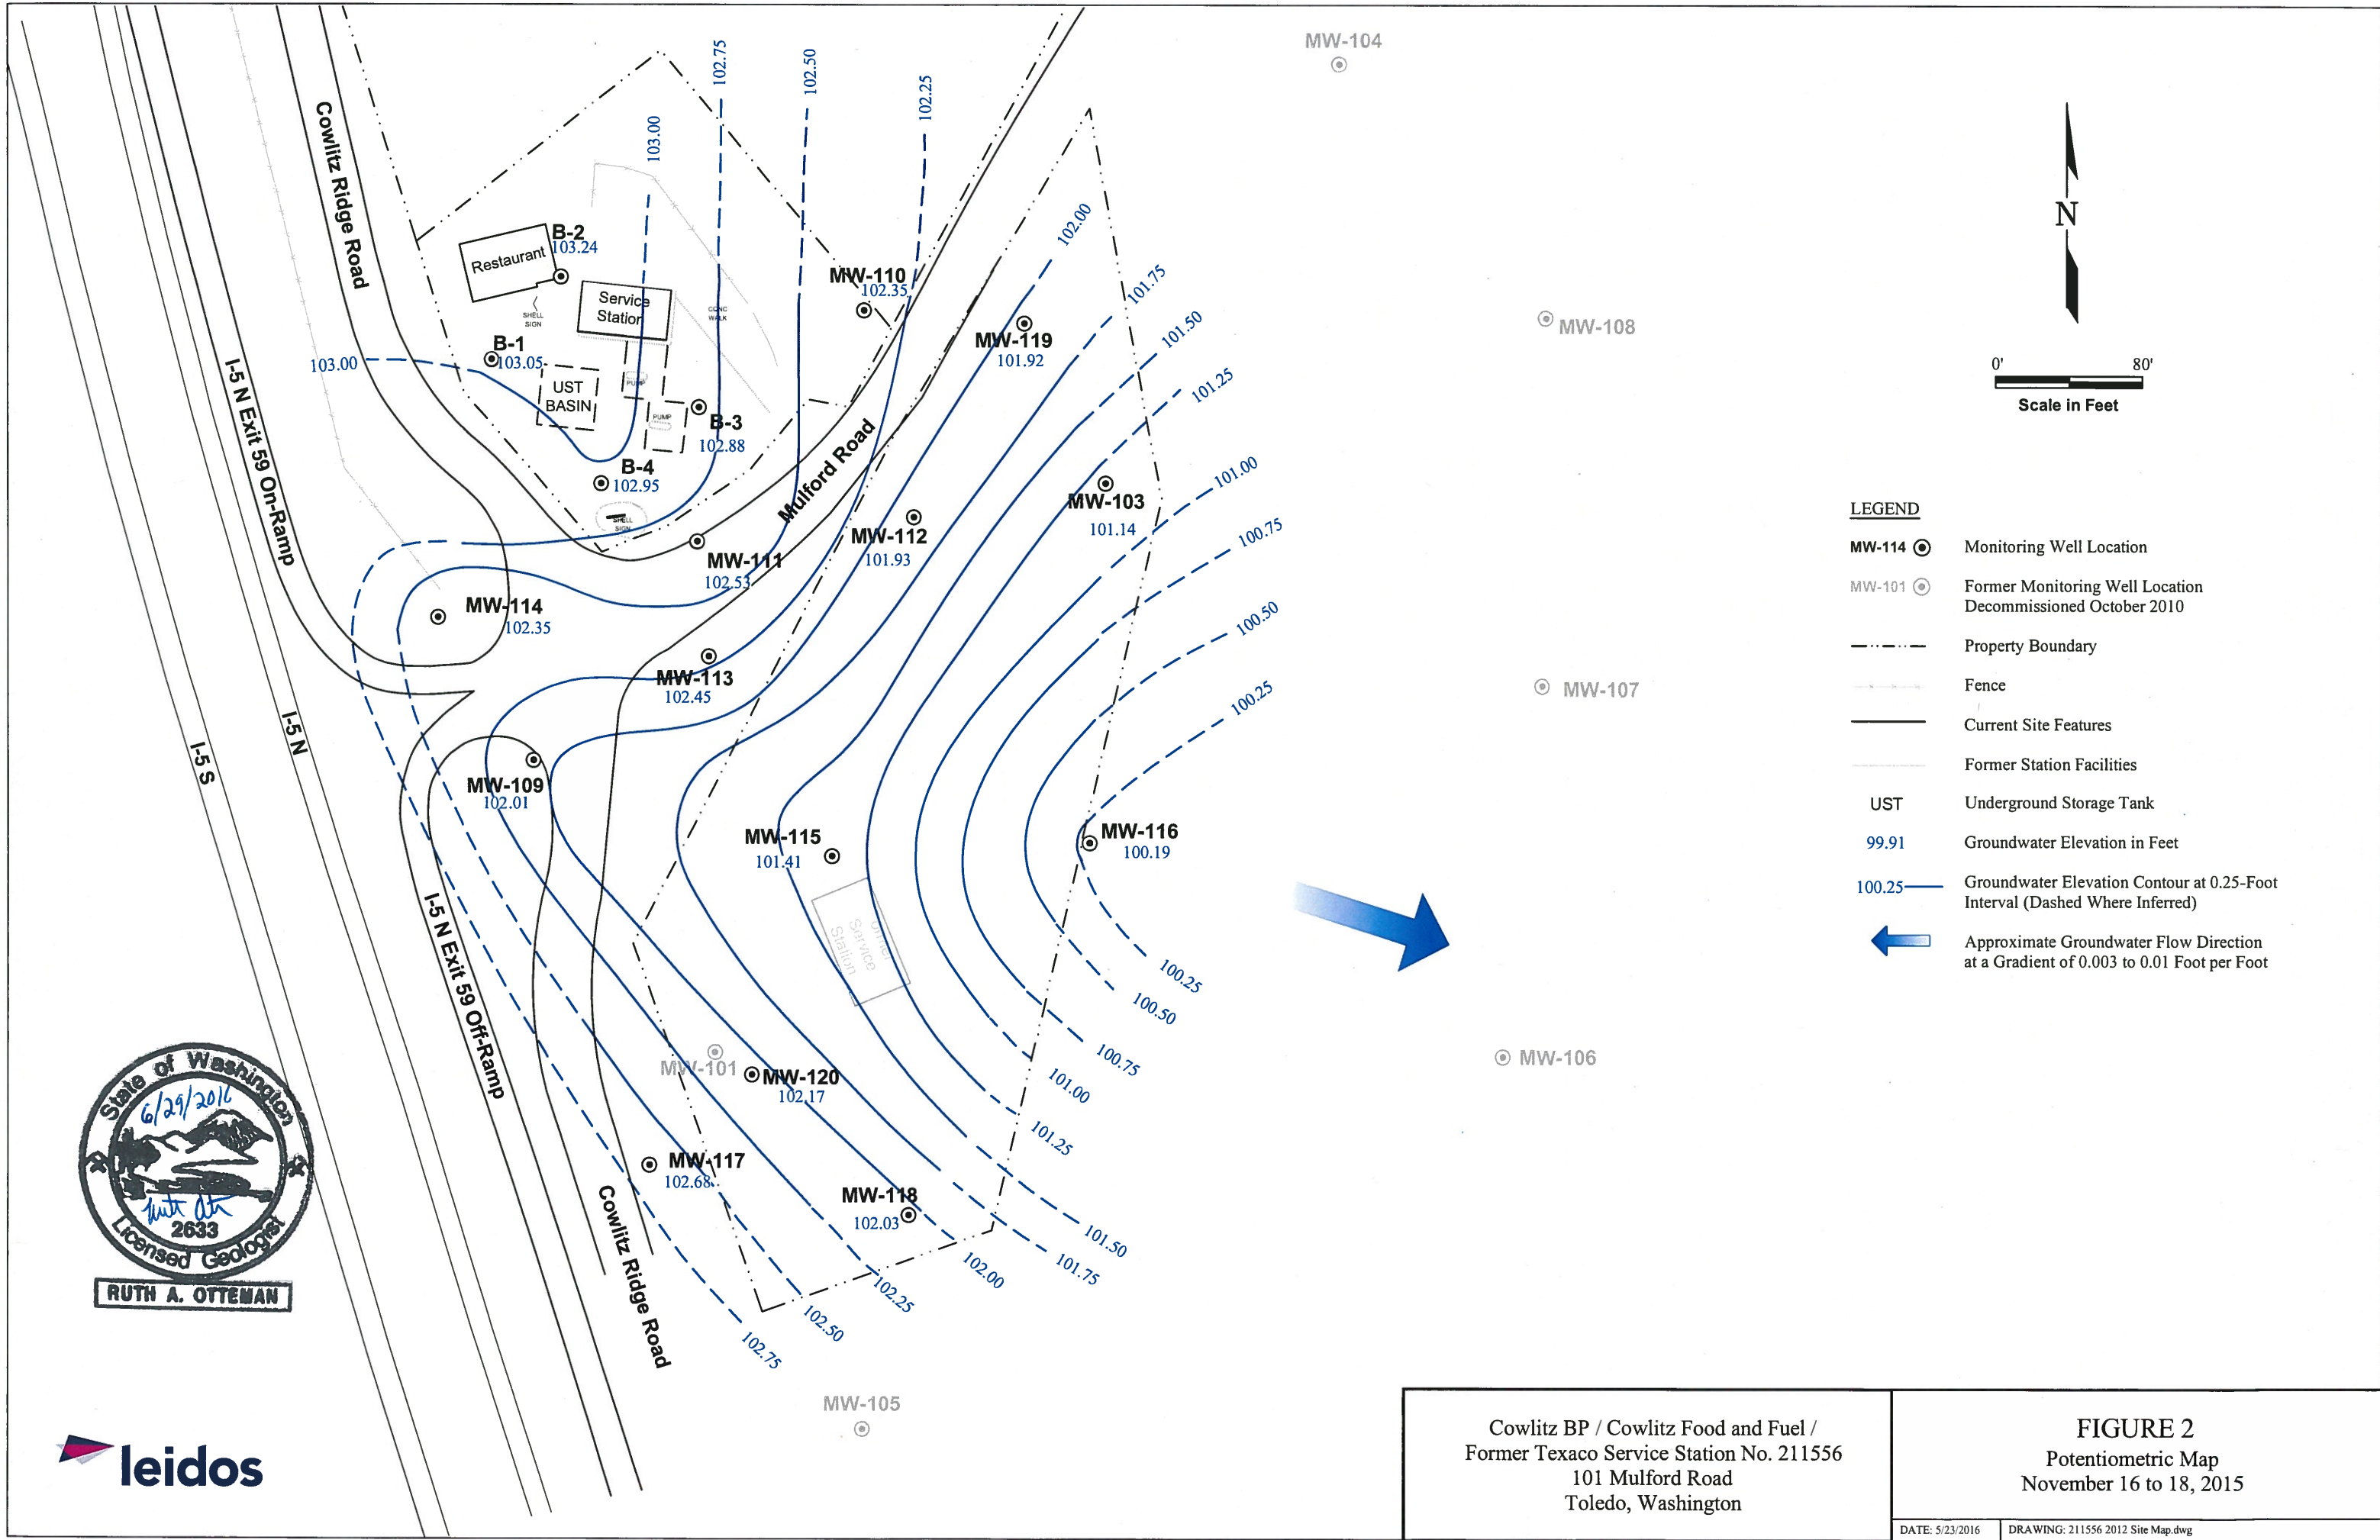 MW-104
102.75
102.50
102.25
103.00
Cowlitz Ridge Road
B-2
103.24
Restaurant
SHELL
SIGN
Service
Station
CONC
WALK
MW-110
102.35
102.00
101.75
101.50
101.25
MW-119
101.92
MW-108
N
0'
80'
Scale in Feet
B-1
103.05
103.00
UST
BASIN
PUMP
PUMP
B-3
102.88
B-4
102.95
SHELL
SIGN
Mulford Road
I-5 N Exit 59 On-Ramp
MW-103
101.14
101.00
100.75
100.50
100.25
MW-112
101.93
MW-111
102.53
MW-114
102.35
MW-113
102.45
MW-107
I-5 S
I-5 N
MW-109
102.01
MW-115
101.41
MW-116
100.19
Former
Service
Station
I-5 N Exit 59 Off-Ramp
100.25
100.50
100.75
101.00
101.25
101.50
101.75
102.00
102.25
102.50
102.75
MW-101
MW-120
102.17
MW-106
MW-117
102.68
MW-118
102.03
Cowlitz Ridge Road
MW-105
LEGEND
MW-114
Monitoring Well Location
MW-101
Former Monitoring Well Location
Decommissioned October 2010
Property Boundary
Fence
Current Site Features
Former Station Facilities
UST
Underground Storage Tank
99.91
Groundwater Elevation in Feet
100.25
Groundwater Elevation Contour at 0.25-Foot
Interval (Dashed Where Inferred)
Approximate Groundwater Flow Direction
at a Gradient of 0.003 to 0.01 Foot per Foot
State of Washington
6/29/2016
2633
Licensed Geologist
RUTH A. OTTEMAN
leidos
Cowlitz BP / Cowlitz Food and Fuel /
Former Texaco Service Station No. 211556
101 Mulford Road
Toledo, Washington
FIGURE 2
Potentiometric Map
November 16 to 18, 2015
DATE: 5/23/2016
DRAWING: 211556 2012 Site Map.dwg